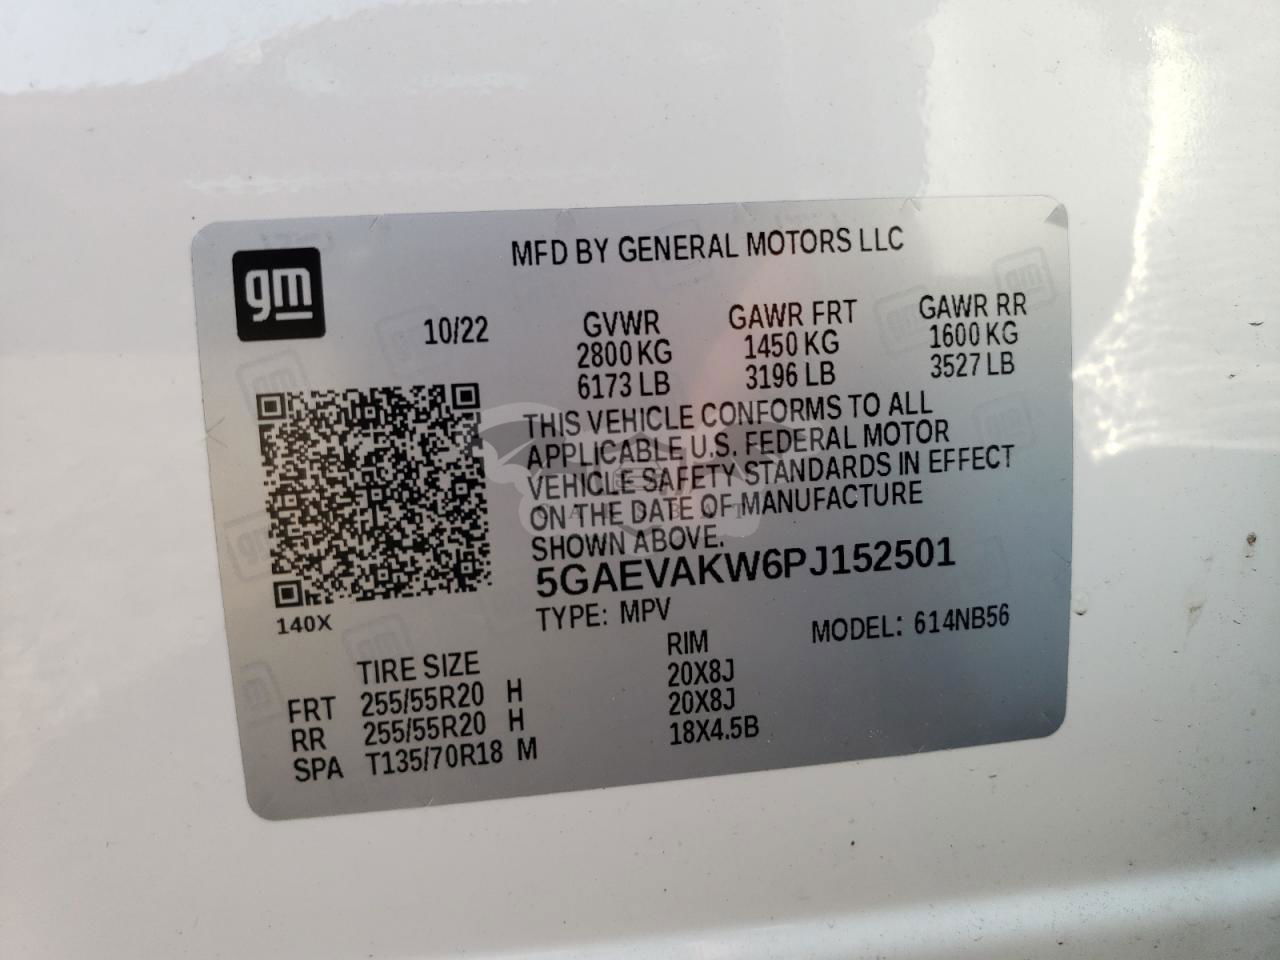 gm
MFD BY GENERAL MOTORS LLC
10/22 GVWR GAWR FRT GAWR RR
2800 KG 1450 KG 1600 KG
6173 LB 3196 LB 3527 LB
THIS VEHICLE CONFORMS TO ALL
APPLICABLE U.S. FEDERAL MOTOR
VEHICLE SAFETY STANDARDS IN EFFECT
ON THE DATE OF MANUFACTURE
SHOWN ABOVE.
5GAEVAKW6PJ152501
140X
TYPE: MPV MODEL: 614NB56
TIRE SIZE RIM
FRT 255/55R20 H 20X8J
RR 255/55R20 H 20X8J
SPA T135/70R18 M 18X4.5B